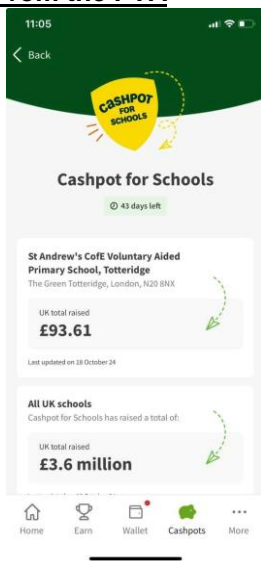 11:05
Back
CASHPOT
FOR
SCHOOLS
Cashpot for Schools
43 days left
St Andrew's CofE Voluntary Aided
Primary School, Totteridge
The Green Totteridge, London, N20 8NX
UK total raised
£93.61
Last updated on 18 October 24
All UK schools
Cashpot for Schools has raised a total of:
UK total raised
£3.6 million
Home Earn Wallet Cashpots More